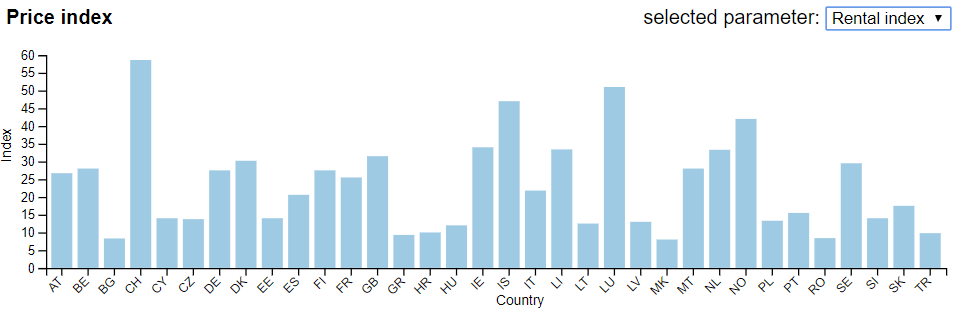 Price index
selected parameter: Rental index ▼
Index
60
55
50
45
40
35
30
25
20
15
10
5
0
AT BE BG CH CY CZ DE DK EE ES FI FR GB GR HR HU IE IS IT LI LT LU LV MK MT NL NO PL PT RO SE SI SK TR
Country